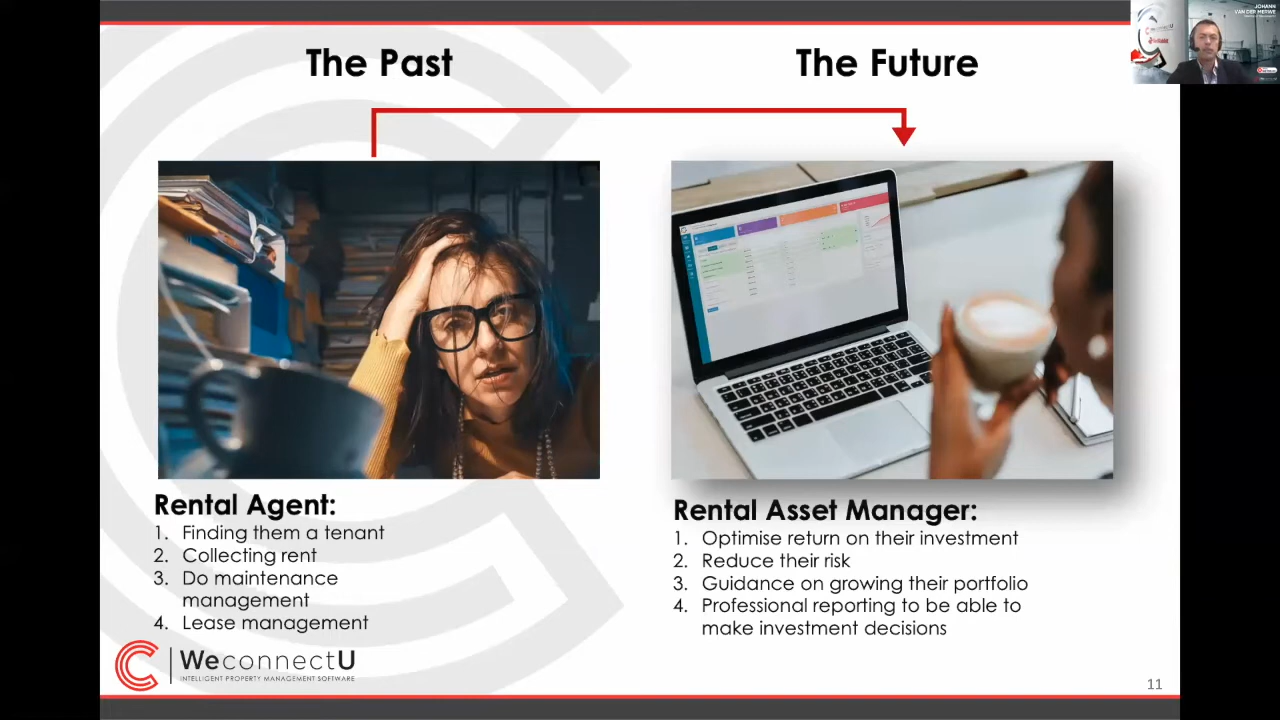 The Past
The Future
JOHANN
VAN DER MERWE
Rental Agent:
1. Finding them a tenant
2. Collecting rent
3. Do maintenance
management
4. Lease management
Rental Asset Manager:
1. Optimise return on their investment
2. Reduce their risk
3. Guidance on growing their portfolio
4. Professional reporting to be able to
make investment decisions
WeconnectU
INTELLIGENT PROPERTY MANAGEMENT SOFTWARE
11